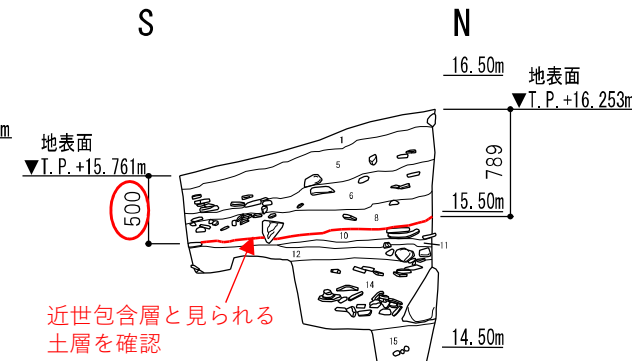 S
N
16.50m
地表面
▼T.P.+16.253m
m
地表面
▼T.P.+15.761m
1
5
789
6
500
15.50m
8
10
11
12
近世包含層と見られる
土層を確認
14
14.50m
15